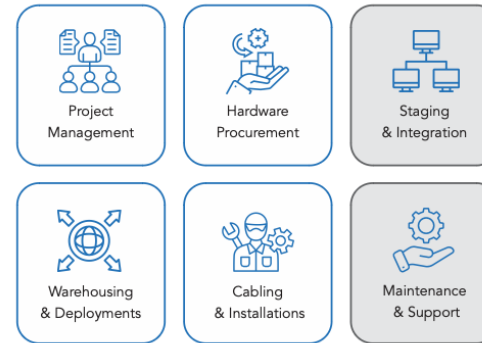 Project
Management
Hardware
Procurement
Staging
& Integration
Warehousing
& Deployments
Cabling
& Installations
Maintenance
& Support